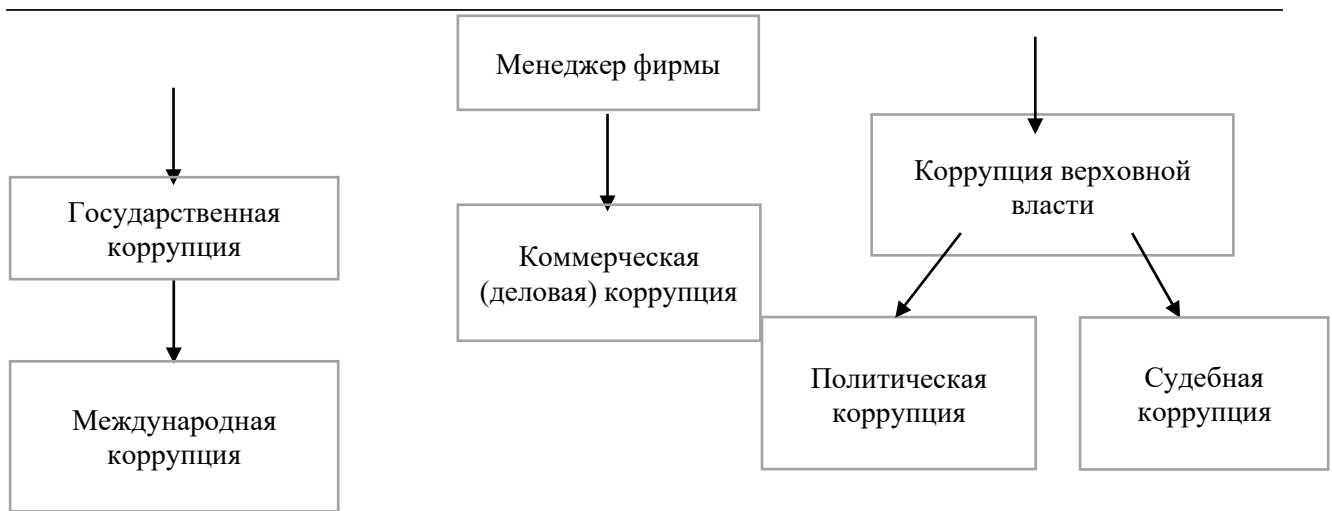 Менеджер фирмы
Государственная
коррупция
Международная
коррупция
Коммерческая
(деловая) коррупция
Коррупция верховной
власти
Политическая
коррупция
Судебная
коррупция